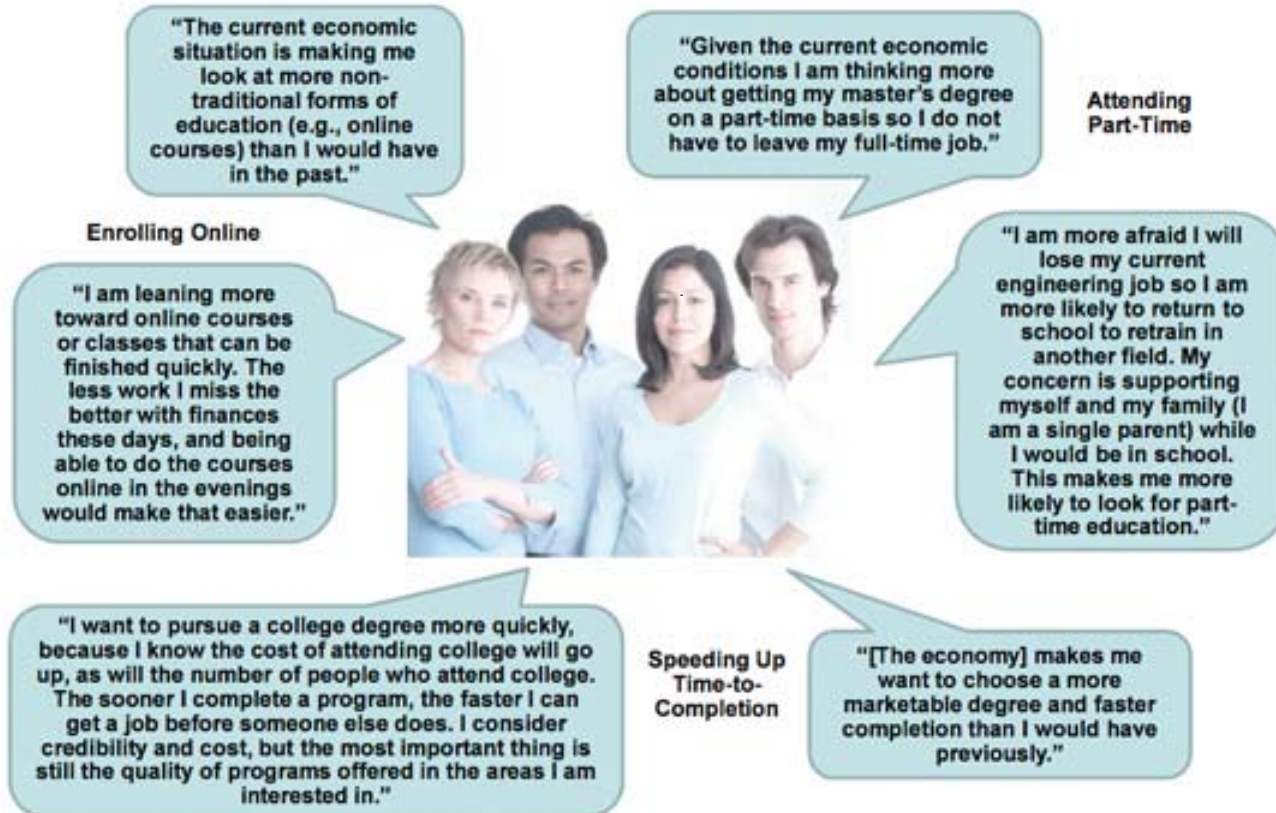 “The current economic
situation is making me
look at more non-
traditional forms of
education (e.g., online
courses) than I would have
in the past.”
“Given the current economic
conditions I am thinking more
about getting my master’s degree
on a part-time basis so I do not
have to leave my full-time job.”
Attending
Part-Time
Enrolling Online
“I am leaning more
toward online courses
or classes that can be
finished quickly. The
less work I miss the
better with finances
these days, and being
able to do the courses
online in the evenings
would make that easier.”
“I am more afraid I will
lose my current
engineering job so I am
more likely to return to
school to retrain in
another field. My
concern is supporting
myself and my family (I
am a single parent) while
I would be in school.
This makes me more
likely to look for part-
time education.”
“I want to pursue a college degree more quickly,
because I know the cost of attending college will go
up, as will the number of people who attend college.
The sooner I complete a program, the faster I can
get a job before someone else does. I consider
credibility and cost, but the most important thing is
still the quality of programs offered in the areas I am
interested in.”
Speeding Up
Time-to-
Completion
“[The economy] makes me
want to choose a more
marketable degree and faster
completion than I would have
previously.”